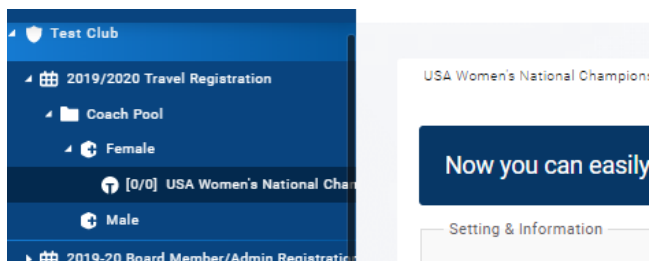 Test Club
2019/2020 Travel Registration
Coach Pool
Female
[0/0] USA Women's National Cha
Male
2019-20 Board Member/Admin Registratio
USA Women's National Champions
Now you can easily
Setting & Information